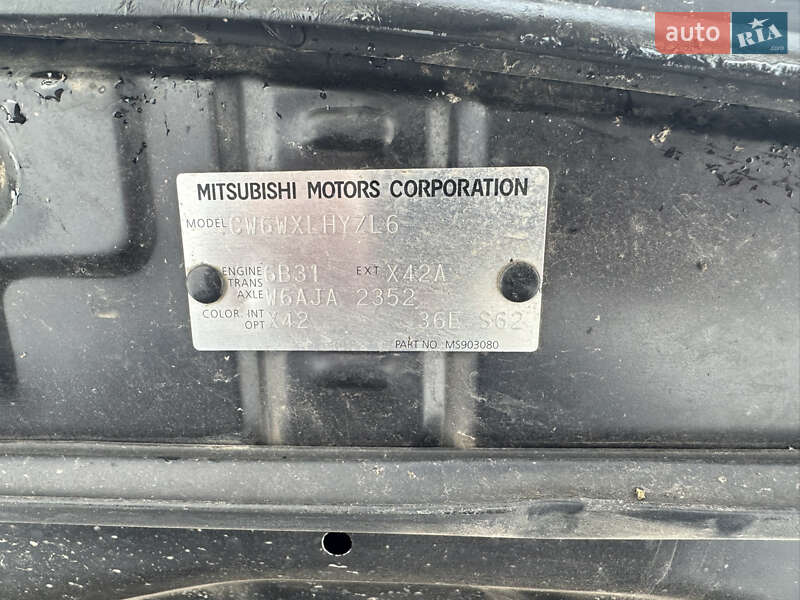 auto RIA
.com
MITSUBISHI MOTORS CORPORATION
MODEL CW6WXLHYZL6
ENGINE 6B31 EXT X42A
TRANS AXLE W6AJA 2352
COLOR. INT OPT X42 36E S62
PART NO MS903080